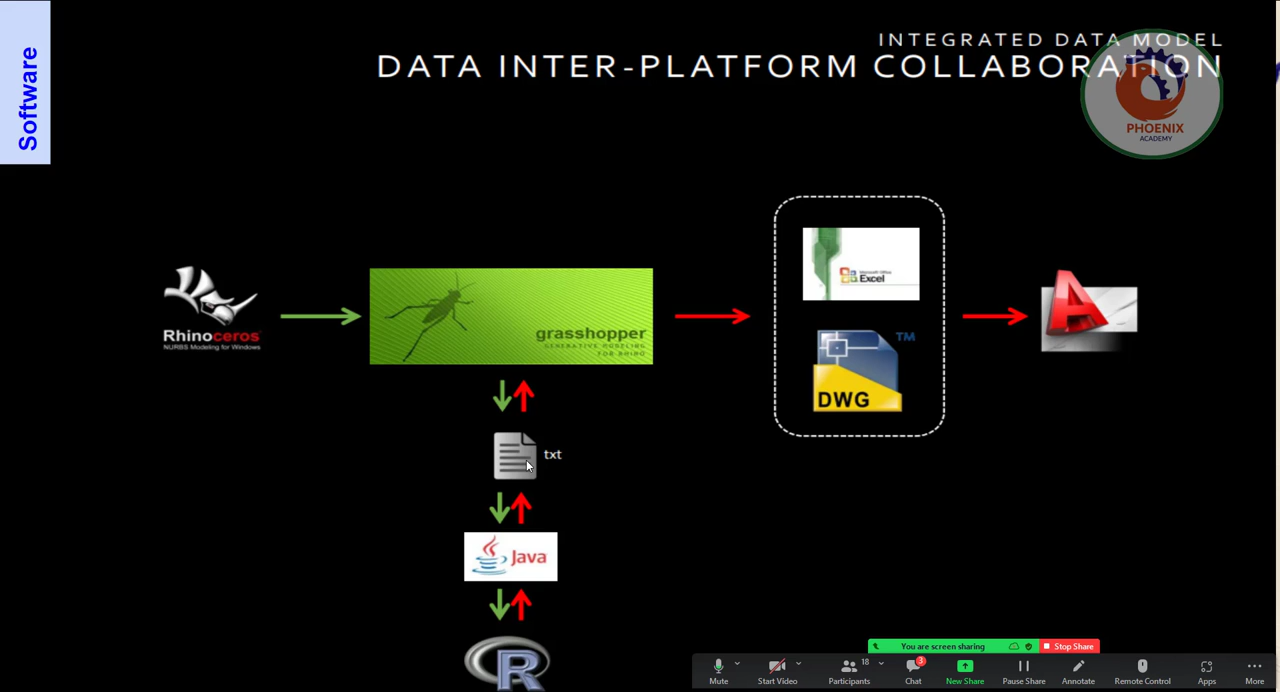 Software
INTEGRATED DATA MODEL
DATA INTER-PLATFORM COLLABORATION
PHOENIX
ACADEMY
Microsoft Office
Excel
Rhinoceros
NURBS Modeling for Windows
grasshopper
GENERATIVE MODELING
FOR RHINO
TM
DWG
txt
Java
R
You are screen sharing
Stop Share
18
3
Mute
Start Video
Participants
Chat
New Share
Pause Share
Annotate
Remote Control
Apps
More